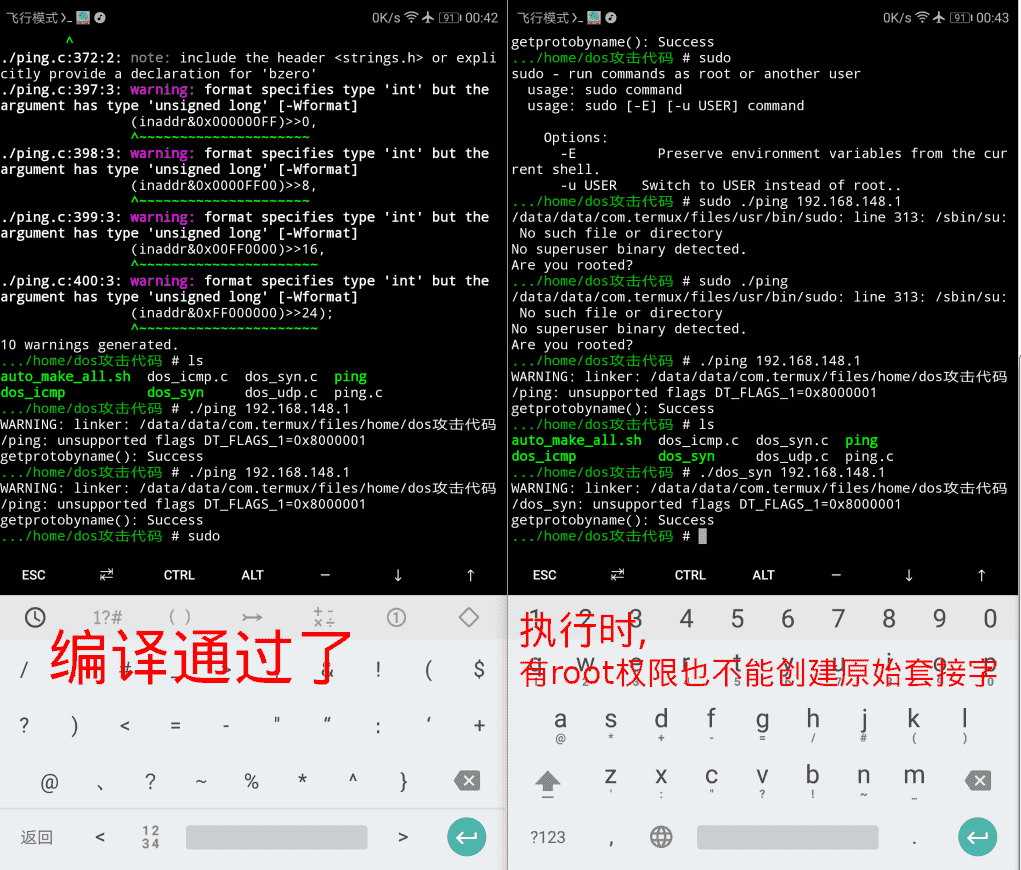 飞行模式 0K/s 91 00:42
^
./ping.c:372:2: note: include the header <strings.h> or expli
citly provide a declaration for 'bzero'
./ping.c:397:3: warning: format specifies type 'int' but the
argument has type 'unsigned long' [-Wformat]
(inaddr&0x000000FF)>>0,
^~~~~~~~~~~~~~~~~~~~~~
./ping.c:398:3: warning: format specifies type 'int' but the
argument has type 'unsigned long' [-Wformat]
(inaddr&0x0000FF00)>>8,
^~~~~~~~~~~~~~~~~~~~~~
./ping.c:399:3: warning: format specifies type 'int' but the
argument has type 'unsigned long' [-Wformat]
(inaddr&0x00FF0000)>>16,
^~~~~~~~~~~~~~~~~~~~~~~
./ping.c:400:3: warning: format specifies type 'int' but the
argument has type 'unsigned long' [-Wformat]
(inaddr&0xFF000000)>>24);
^~~~~~~~~~~~~~~~~~~~~~~
10 warnings generated.
.../home/dos攻击代码 # ls
auto_make_all.sh dos_icmp.c dos_syn.c ping
dos_icmp dos_syn dos_udp.c ping.c
.../home/dos攻击代码 # ./ping 192.168.148.1
WARNING: linker: /data/data/com.termux/files/home/dos攻击代码
/ping: unsupported flags DT_FLAGS_1=0x8000001
getprotobyname(): Success
.../home/dos攻击代码 # ./ping 192.168.148.1
WARNING: linker: /data/data/com.termux/files/home/dos攻击代码
/ping: unsupported flags DT_FLAGS_1=0x8000001
getprotobyname(): Success
.../home/dos攻击代码 # sudo
ESC ⇄ CTRL ALT – ↓ ↑
1?# ( )
编译通过了
/ # ! ( $
? ) < = - " “ : ‘ +
@ 、 ? ~ % * ^ }
返回 < 12 34 >
飞行模式 0K/s 91 00:43
getprotobyname(): Success
.../home/dos攻击代码 # sudo
sudo - run commands as root or another user
usage: sudo command
usage: sudo [-E] [-u USER] command
Options:
-E Preserve environment variables from the cur
rent shell.
-u USER Switch to USER instead of root..
.../home/dos攻击代码 # sudo ./ping 192.168.148.1
/data/data/com.termux/files/usr/bin/sudo: line 313: /sbin/su:
No such file or directory
No superuser binary detected.
Are you rooted?
.../home/dos攻击代码 # sudo ./ping
/data/data/com.termux/files/usr/bin/sudo: line 313: /sbin/su:
No such file or directory
No superuser binary detected.
Are you rooted?
.../home/dos攻击代码 # ./ping 192.168.148.1
WARNING: linker: /data/data/com.termux/files/home/dos攻击代码
/ping: unsupported flags DT_FLAGS_1=0x8000001
getprotobyname(): Success
.../home/dos攻击代码 # ls
auto_make_all.sh dos_icmp.c dos_syn.c ping
dos_icmp dos_syn dos_udp.c ping.c
.../home/dos攻击代码 # ./dos_syn 192.168.148.1
WARNING: linker: /data/data/com.termux/files/home/dos攻击代码
/dos_syn: unsupported flags DT_FLAGS_1=0x8000001
getprotobyname(): Success
.../home/dos攻击代码 #
ESC ⇄ CTRL ALT – ↓ ↑
1 2 3 4 5 6 7 8 9 0
执行时,
q w e r t y u i o p
有root权限也不能创建原始套接字
a s d f g h j k l
@ * + - = / # ( )
z x c v b n m
' : " ? ! ~ _
?123 , .